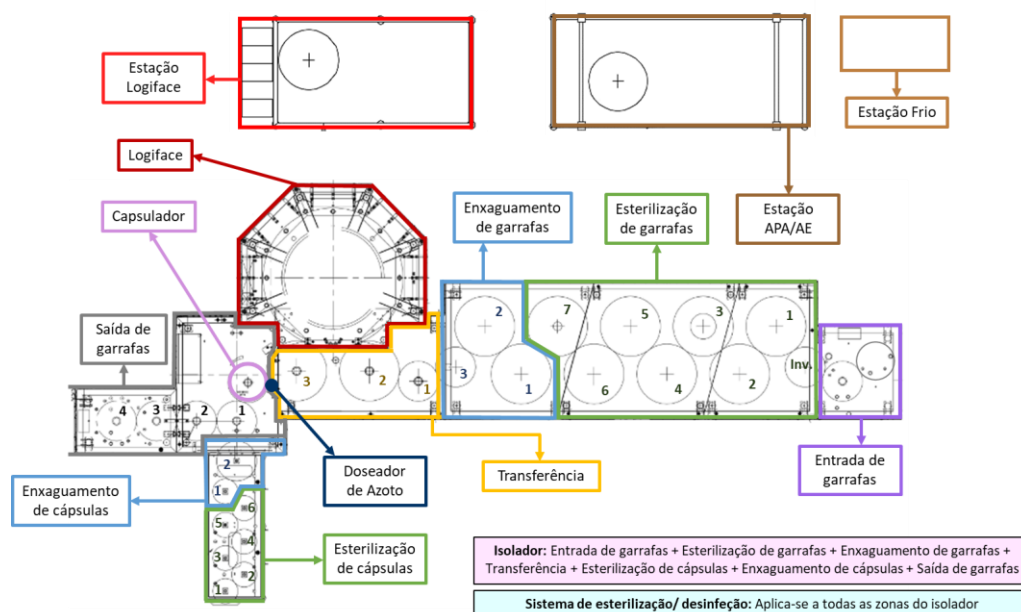 Estação
Logiface
Estação Frio
Logiface
Capsulador
Enxaguamento
de garrafas
Esterilização
de garrafas
Estação
APA/AE
Saída de
garrafas
2
7
5
3
1
3
2
1
3
1
6
4
2
Inv.
4
3
2
1
2
1
6
5
4
3
2
1
Doseador
de Azoto
Transferência
Entrada de
garrafas
Enxaguamento
de cápsulas
Esterilização
de cápsulas
Isolador: Entrada de garrafas + Esterilização de garrafas + Enxaguamento de garrafas +
Transferência + Esterilização de cápsulas + Enxaguamento de cápsulas + Saída de garrafas
Sistema de esterilização/ desinfeção: Aplica-se a todas as zonas do isolador